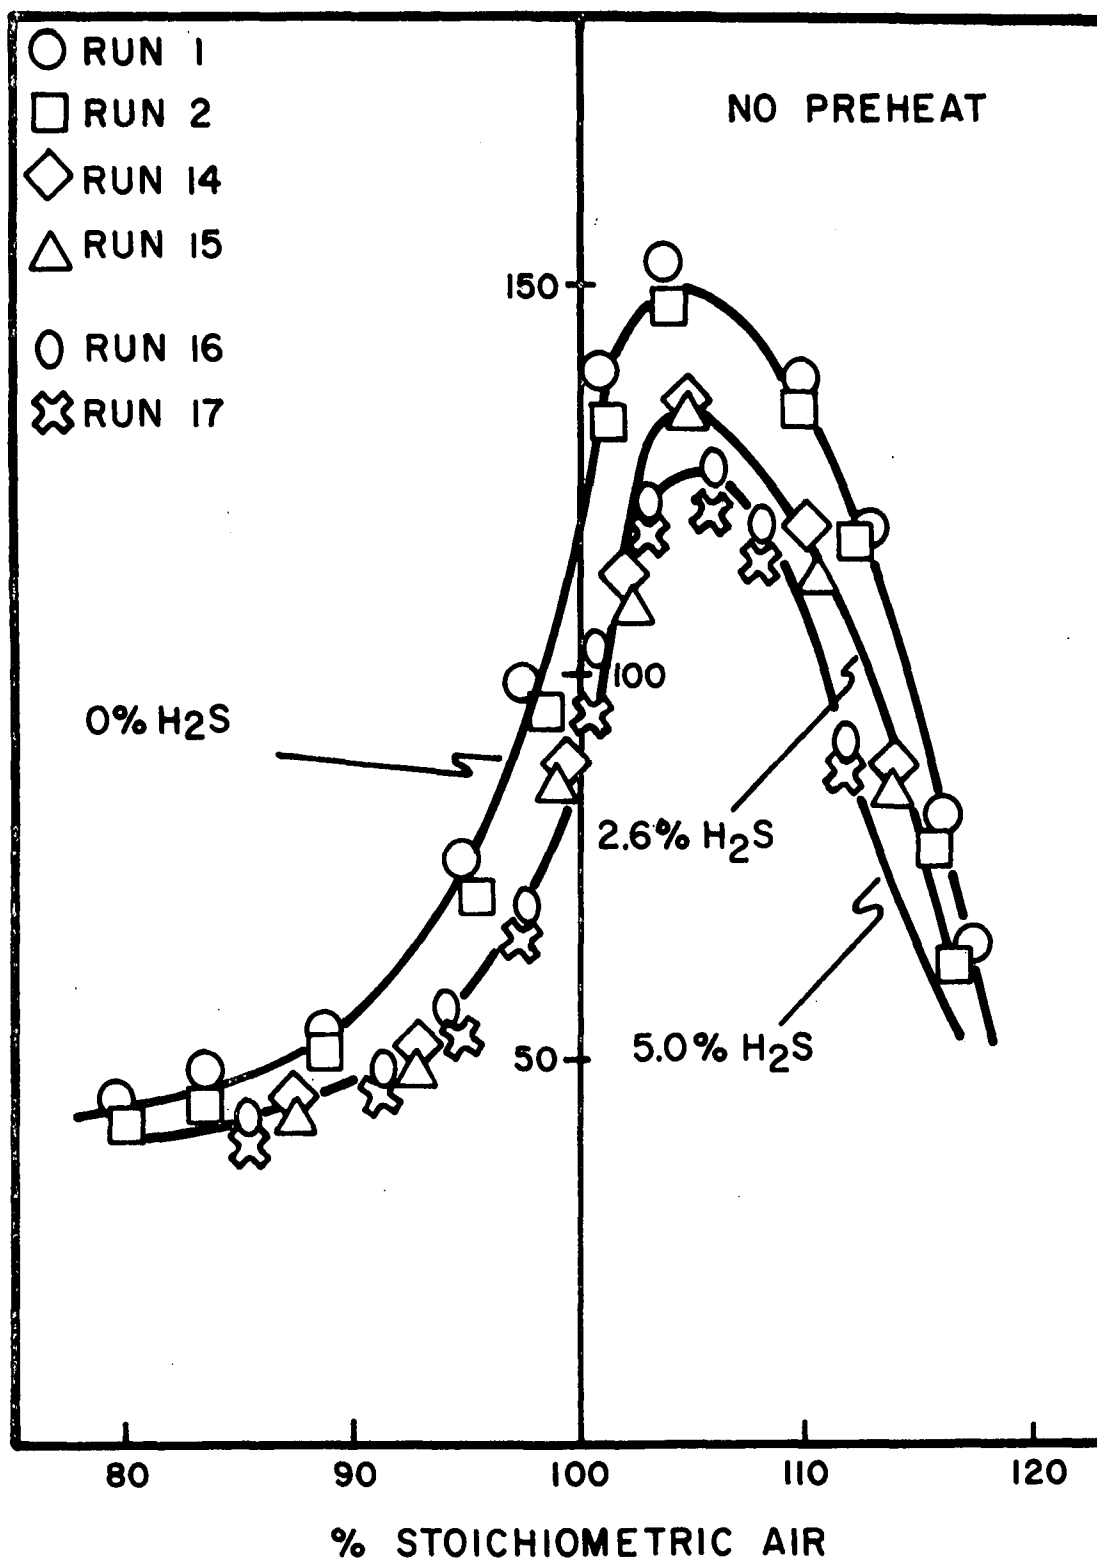 RUN 1
RUN 2
RUN 14
RUN 15
RUN 16
RUN 17
NO PREHEAT
150
100
50
0% H2S
2.6% H2S
5.0% H2S
80 90 100 110 120
% STOICHIOMETRIC AIR